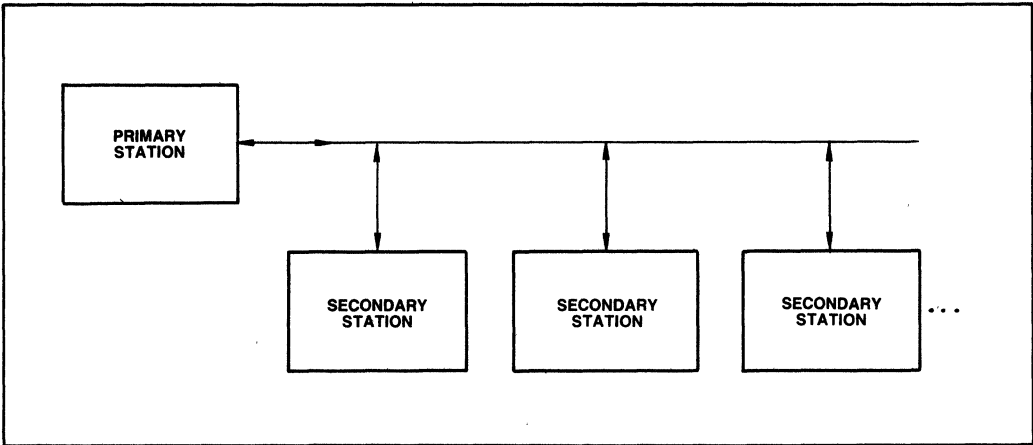 PRIMARY
STATION
SECONDARY
STATION
SECONDARY
STATION
SECONDARY
STATION
...